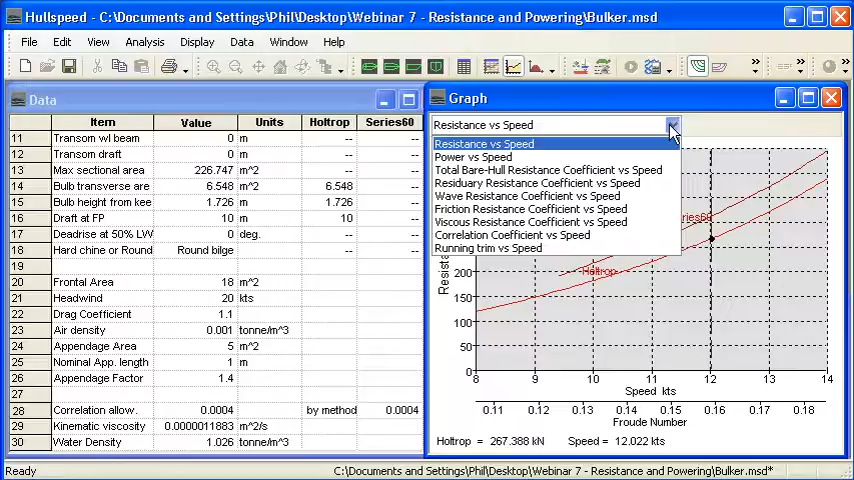 Hullspeed - C:\Documents and Settings\Phil\Desktop\Webinar 7 - Resistance and Powering\Bulker.msd
File Edit View Analysis Display Data Window Help
Data
Item Value Units Holtrop Series60
11 Transom wl beam 0 m -- --
12 Transom draft 0 m -- --
13 Max sectional area 226.747 m^2 -- --
14 Bulb transverse are 6.548 m^2 6.548 --
15 Bulb height from kee 1.726 m 1.726 --
16 Draft at FP 10 m 10 --
17 Deadrise at 50% LW 0 deg. -- --
18 Hard chine or Round Round bilge -- --
19
20 Frontal Area 18 m^2
21 Headwind 20 kts
22 Drag Coefficient 1.1
23 Air density 0.001 tonne/m^3
24 Appendage Area 5 m^2
25 Nominal App. length 1 m
26 Appendage Factor 1.4
27
28 Correlation allow. 0.0004 by method 0.0004
29 Kinematic viscosity 0.0000011883 m^2/s
30 Water Density 1.026 tonne/m^3
Graph
Resistance vs Speed
Resistance vs Speed
Power vs Speed
Total Bare-Hull Resistance Coefficient vs Speed
Residuary Resistance Coefficient vs Speed
Wave Resistance Coefficient vs Speed
Friction Resistance Coefficient vs Speed
Viscous Resistance Coefficient vs Speed
Correlation Coefficient vs Speed
Running trim vs Speed
ries60
Holtrop
Resista
200
150
100
50
0
8 9 10 11 12 13 14
Speed kts
0.11 0.12 0.13 0.14 0.15 0.16 0.17 0.18
Froude Number
Holtrop = 267.388 kN Speed = 12.022 kts
Ready
C:\Documents and Settings\Phil\Desktop\Webinar 7 - Resistance and Powering\Bulker.msd*